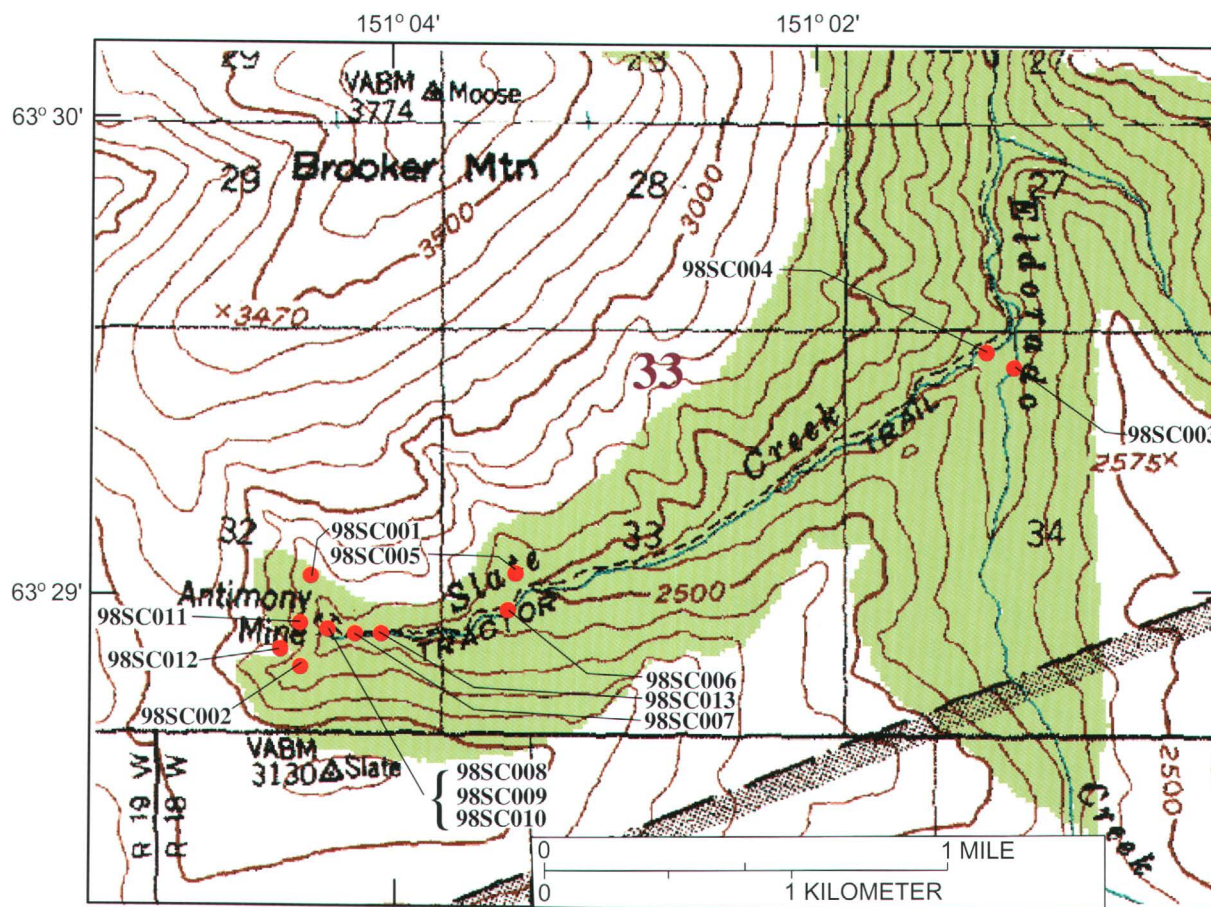 151° 04'
151° 02'
63° 30'
29
VABM
3774
Moose
Brooker Mtn
29
28
27
3500
3000
Eldorado
98SC004
×3470
33
98SC003
2575×
Creek
TRAIL
32
98SC001
98SC005
Slate
33
34
63° 29'
Antimony
Mine
98SC011
2500
TRACTOR
98SC012
98SC006
98SC013
98SC002
98SC007
VABM
3130
Slate
98SC008
98SC009
98SC010
2500
R 19 W
R 18 W
Creek
0
1 MILE
0
1 KILOMETER